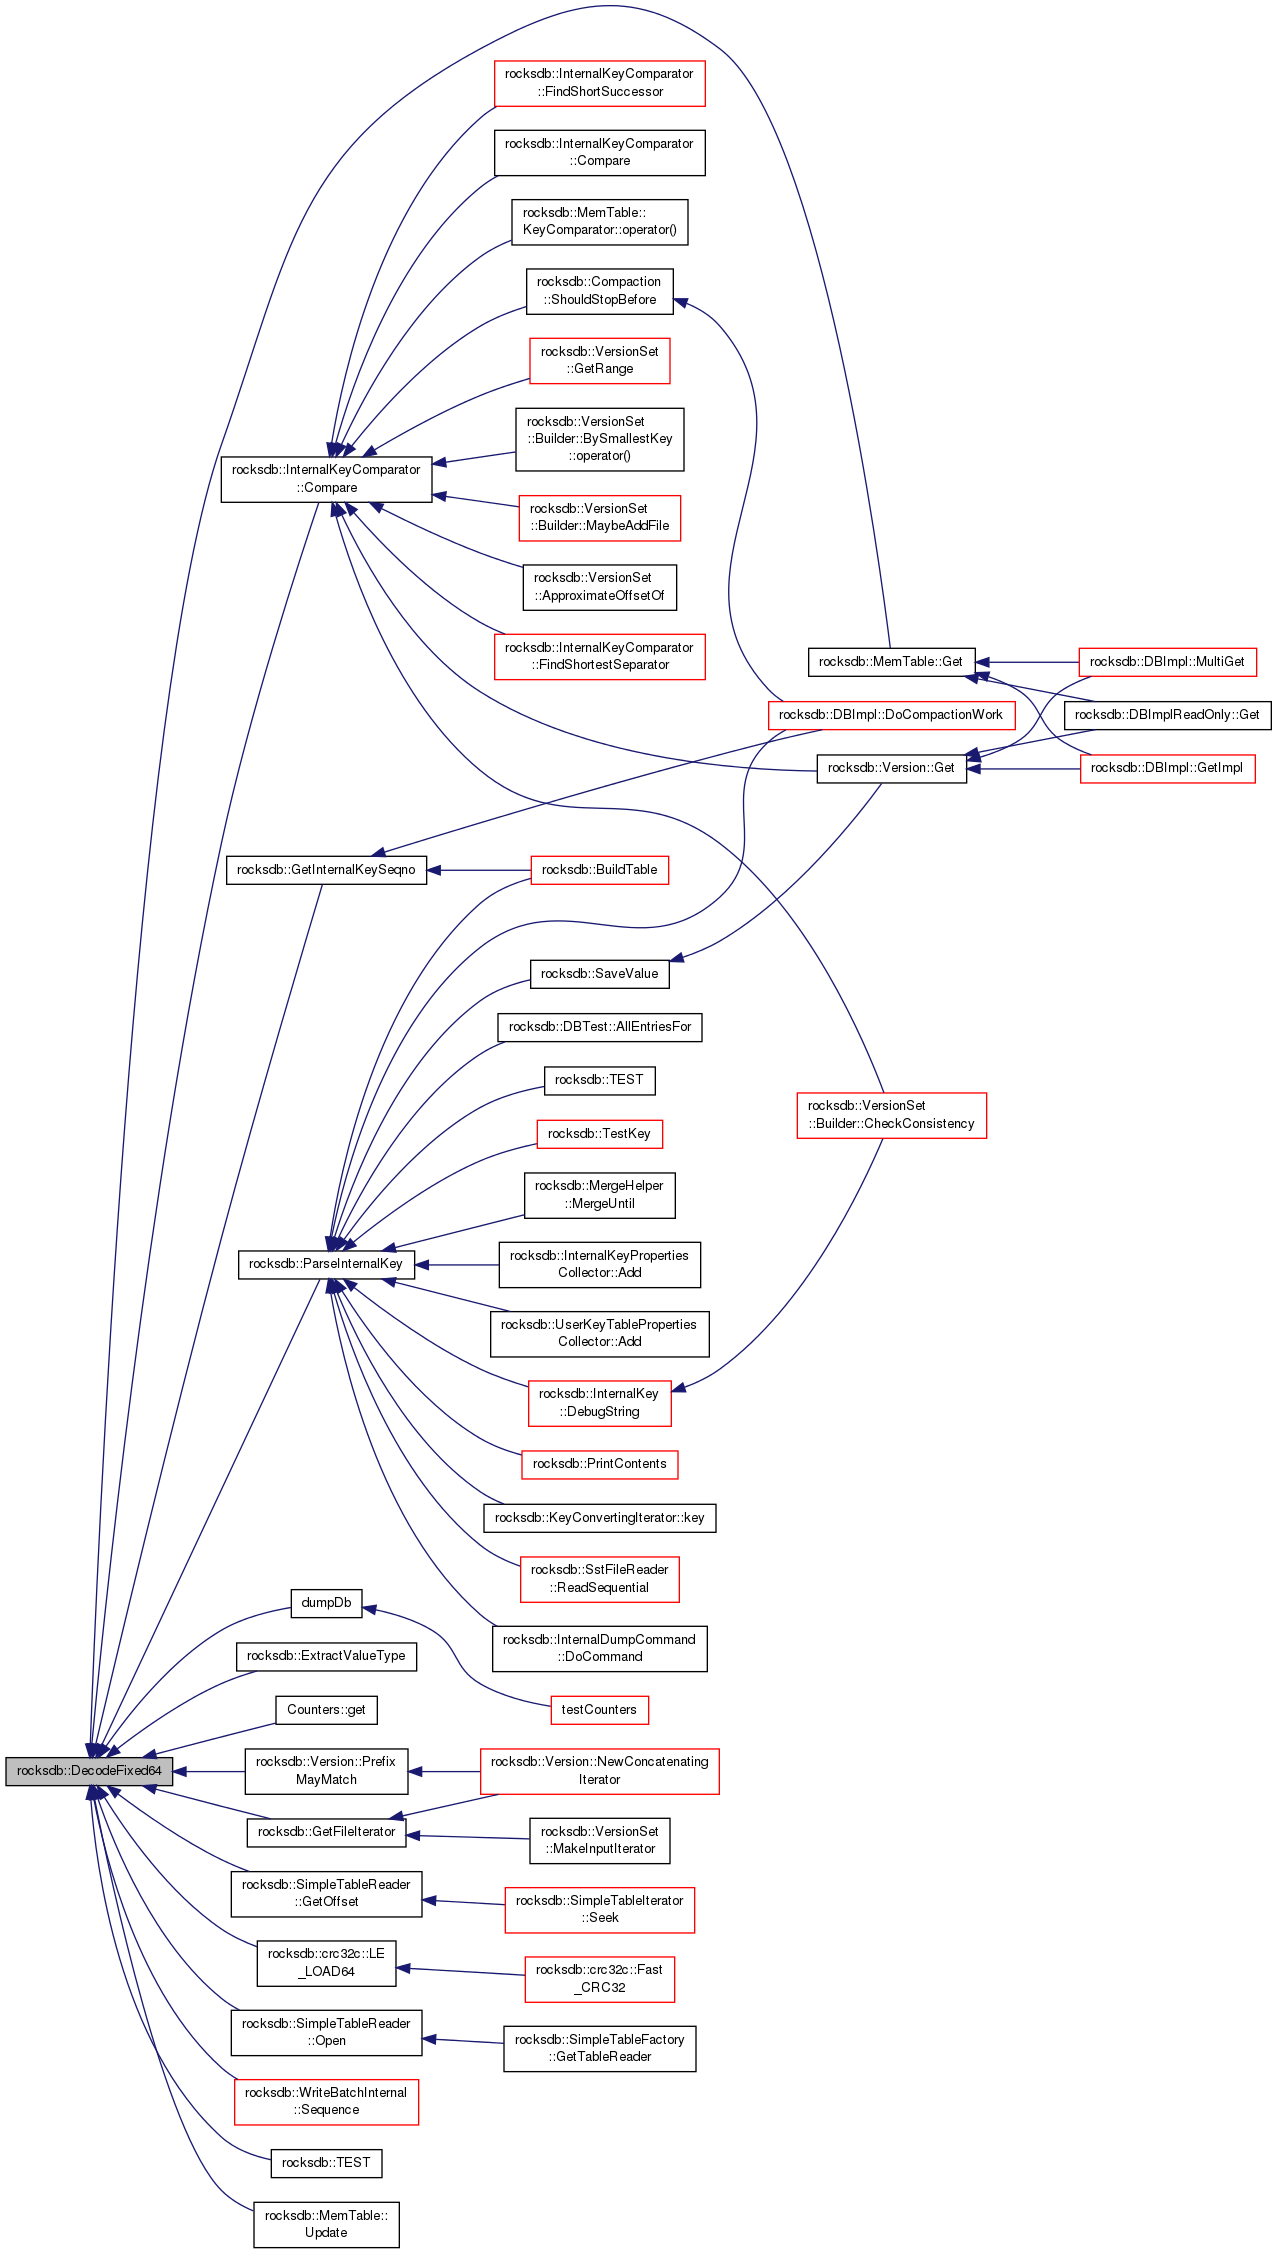 rocksdb::InternalKeyComparator
::FindShortSuccessor
rocksdb::InternalKeyComparator
::Compare
rocksdb::MemTable::
KeyComparator::operator()
rocksdb::Compaction
::ShouldStopBefore
rocksdb::VersionSet
::GetRange
rocksdb::VersionSet
::Builder::BySmallestKey
::operator()
rocksdb::InternalKeyComparator
::Compare
rocksdb::VersionSet
::Builder::MaybeAddFile
rocksdb::VersionSet
::ApproximateOffsetOf
rocksdb::InternalKeyComparator
::FindShortestSeparator
rocksdb::MemTable::Get
rocksdb::DBImpl::MultiGet
rocksdb::DBImpl::DoCompactionWork
rocksdb::DBImplReadOnly::Get
rocksdb::Version::Get
rocksdb::DBImpl::GetImpl
rocksdb::GetInternalKeySeqno
rocksdb::BuildTable
rocksdb::SaveValue
rocksdb::DBTest::AllEntriesFor
rocksdb::TEST
rocksdb::VersionSet
::Builder::CheckConsistency
rocksdb::TestKey
rocksdb::MergeHelper
::MergeUntil
rocksdb::ParseInternalKey
rocksdb::InternalKeyProperties
Collector::Add
rocksdb::UserKeyTableProperties
Collector::Add
rocksdb::InternalKey
::DebugString
rocksdb::PrintContents
rocksdb::KeyConvertingIterator::key
rocksdb::SstFileReader
::ReadSequential
dumpDb
rocksdb::InternalDumpCommand
::DoCommand
rocksdb::ExtractValueType
Counters::get
testCounters
rocksdb::DecodeFixed64
rocksdb::Version::Prefix
MayMatch
rocksdb::Version::NewConcatenating
Iterator
rocksdb::GetFileIterator
rocksdb::VersionSet
::MakeInputIterator
rocksdb::SimpleTableReader
::GetOffset
rocksdb::SimpleTableIterator
::Seek
rocksdb::crc32c::LE
_LOAD64
rocksdb::crc32c::Fast
_CRC32
rocksdb::SimpleTableReader
::Open
rocksdb::SimpleTableFactory
::GetTableReader
rocksdb::WriteBatchInternal
::Sequence
rocksdb::TEST
rocksdb::MemTable::
Update